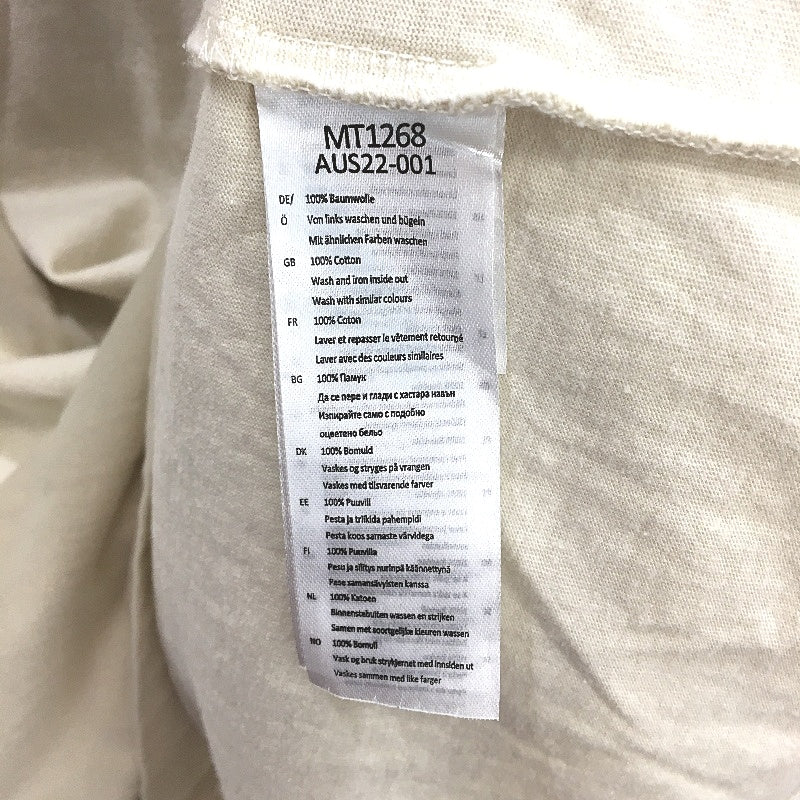 MT1268
AUS22-001
DE/ 100% Baumwolle
Ö Von links waschen und bügeln
Mit ähnlichen Farben waschen
GB 100% Cotton
Wash and iron inside out
Wash with similar colours
FR 100% Coton
Laver et repasser le vêtement retourné
Laver avec des couleurs similaires
BG 100% Памук
Да се пере и глади с хастара навън
Изпирайте само с подобно
оцветено бельо
DK 100% Bomuld
Vaskes og stryges på vrangen
Vaskes med tilsvarende farver
EE 100% Puuvill
Pesta ja triikida pahempidi
Pesta koos sarnaste värvidega
FI 100% Puuvilla
Pesu ja silitys nurinpä käännettynä
Pese samansävyisten kanssa
NL 100% Katoen
Binnenstebuiten wassen en strijken
Samen met soortgelijke kleuren wassen
NO 100% Bomull
Vask og bruk strykjernet med innsiden ut
Vaskes sammen med like farger